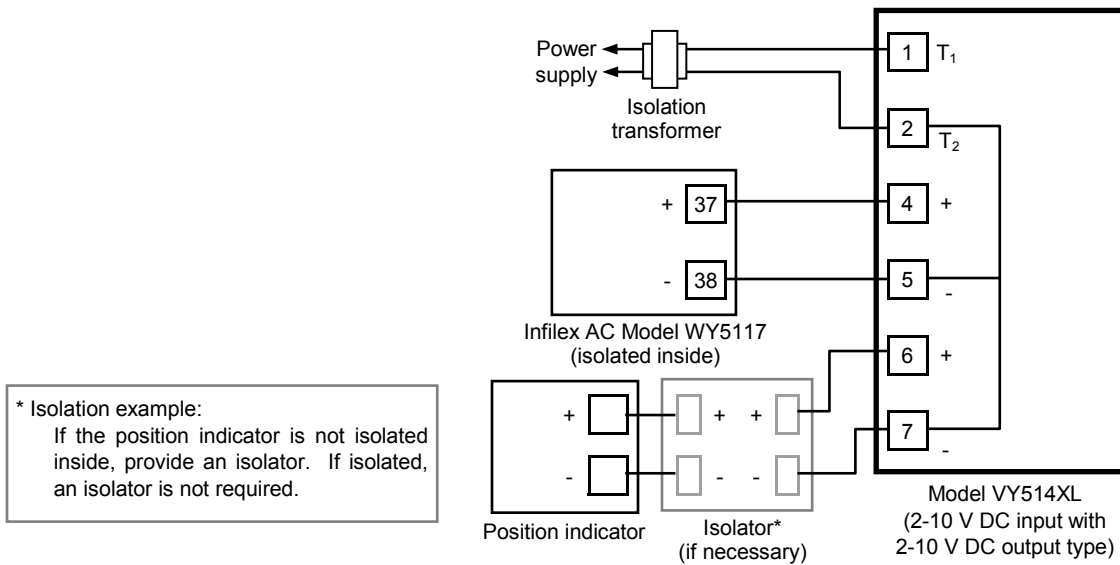 Power
supply
Isolation
transformer
1 T₁
2 T₂
+ 37
4 +
- 38
5 -
Infilex AC Model WY5117
(isolated inside)
6 +
+ + +
7 -
- - -
Position indicator
Isolator*
(if necessary)
Model VY514XL
(2-10 V DC input with
2-10 V DC output type)
* Isolation example:
If the position indicator is not isolated
inside, provide an isolator. If isolated,
an isolator is not required.